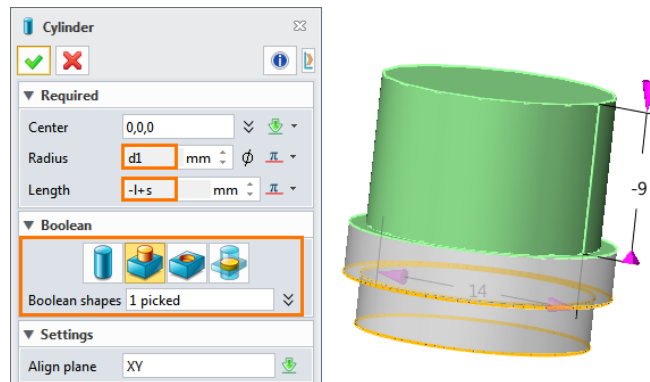 Cylinder
Required
Center 0,0,0
Radius d1 mm
Length -l+s mm
Boolean
Boolean shapes 1 picked
Settings
Align plane XY
-9
14